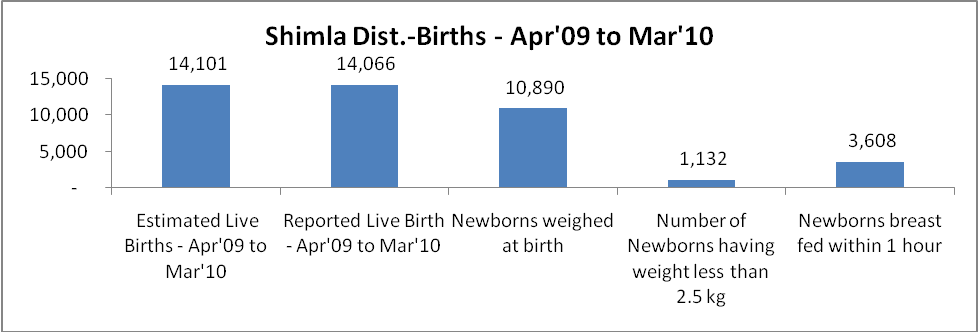 Shimla Dist.-Births - Apr'09 to Mar'10
14,101
14,066
10,890
1,132
3,608
15,000
10,000
5,000
-
Estimated Live
Births - Apr'09 to
Mar'10
Reported Live Birth
- Apr'09 to Mar'10
Newborns weighed
at birth
Number of
Newborns having
weight less than
2.5 kg
Newborns breast
fed within 1 hour